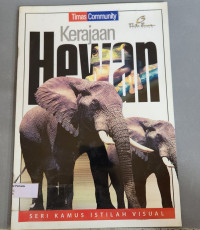 Times Community
Kerajaan
Hewan
SERI KAMUS ISTILAH VISUAL